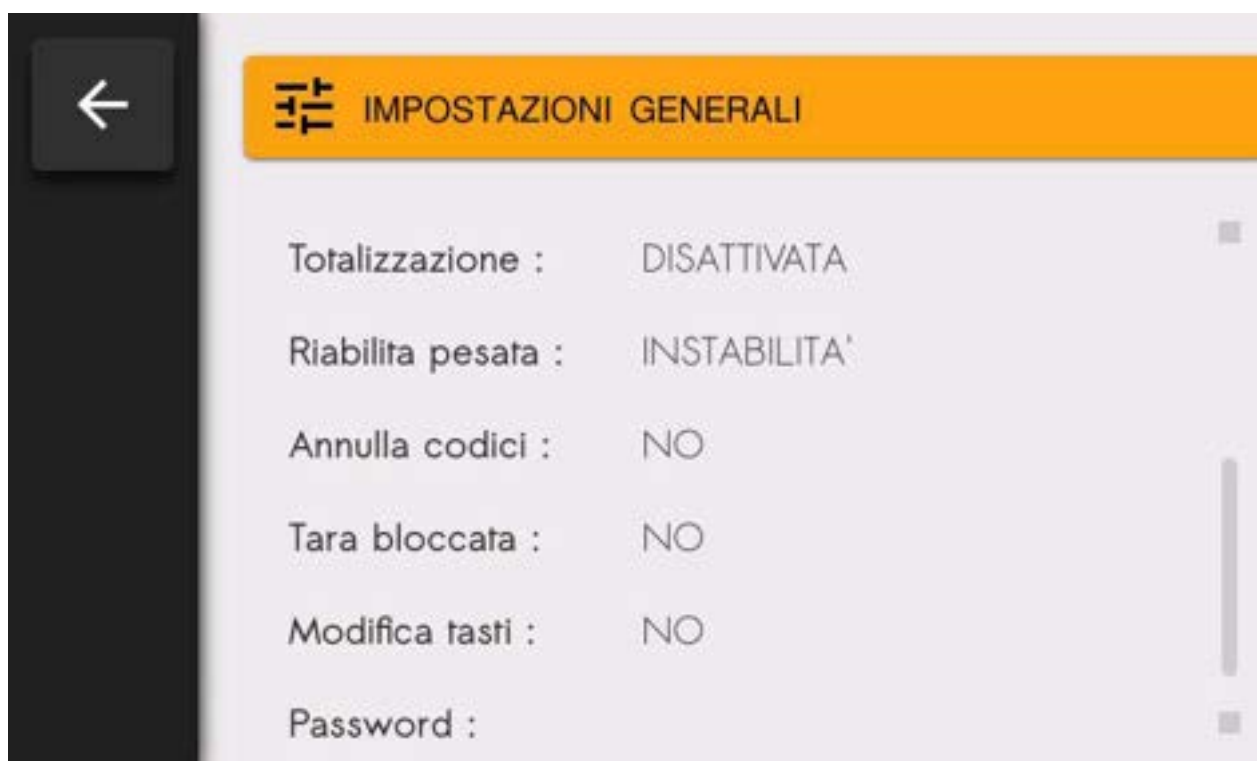 IMPOSTAZIONI GENERALI
Totalizzazione : DISATTIVATA
Riabilita pesata : INSTABILITA'
Annulla codici : NO
Tara bloccata : NO
Modifica tasti : NO
Password :